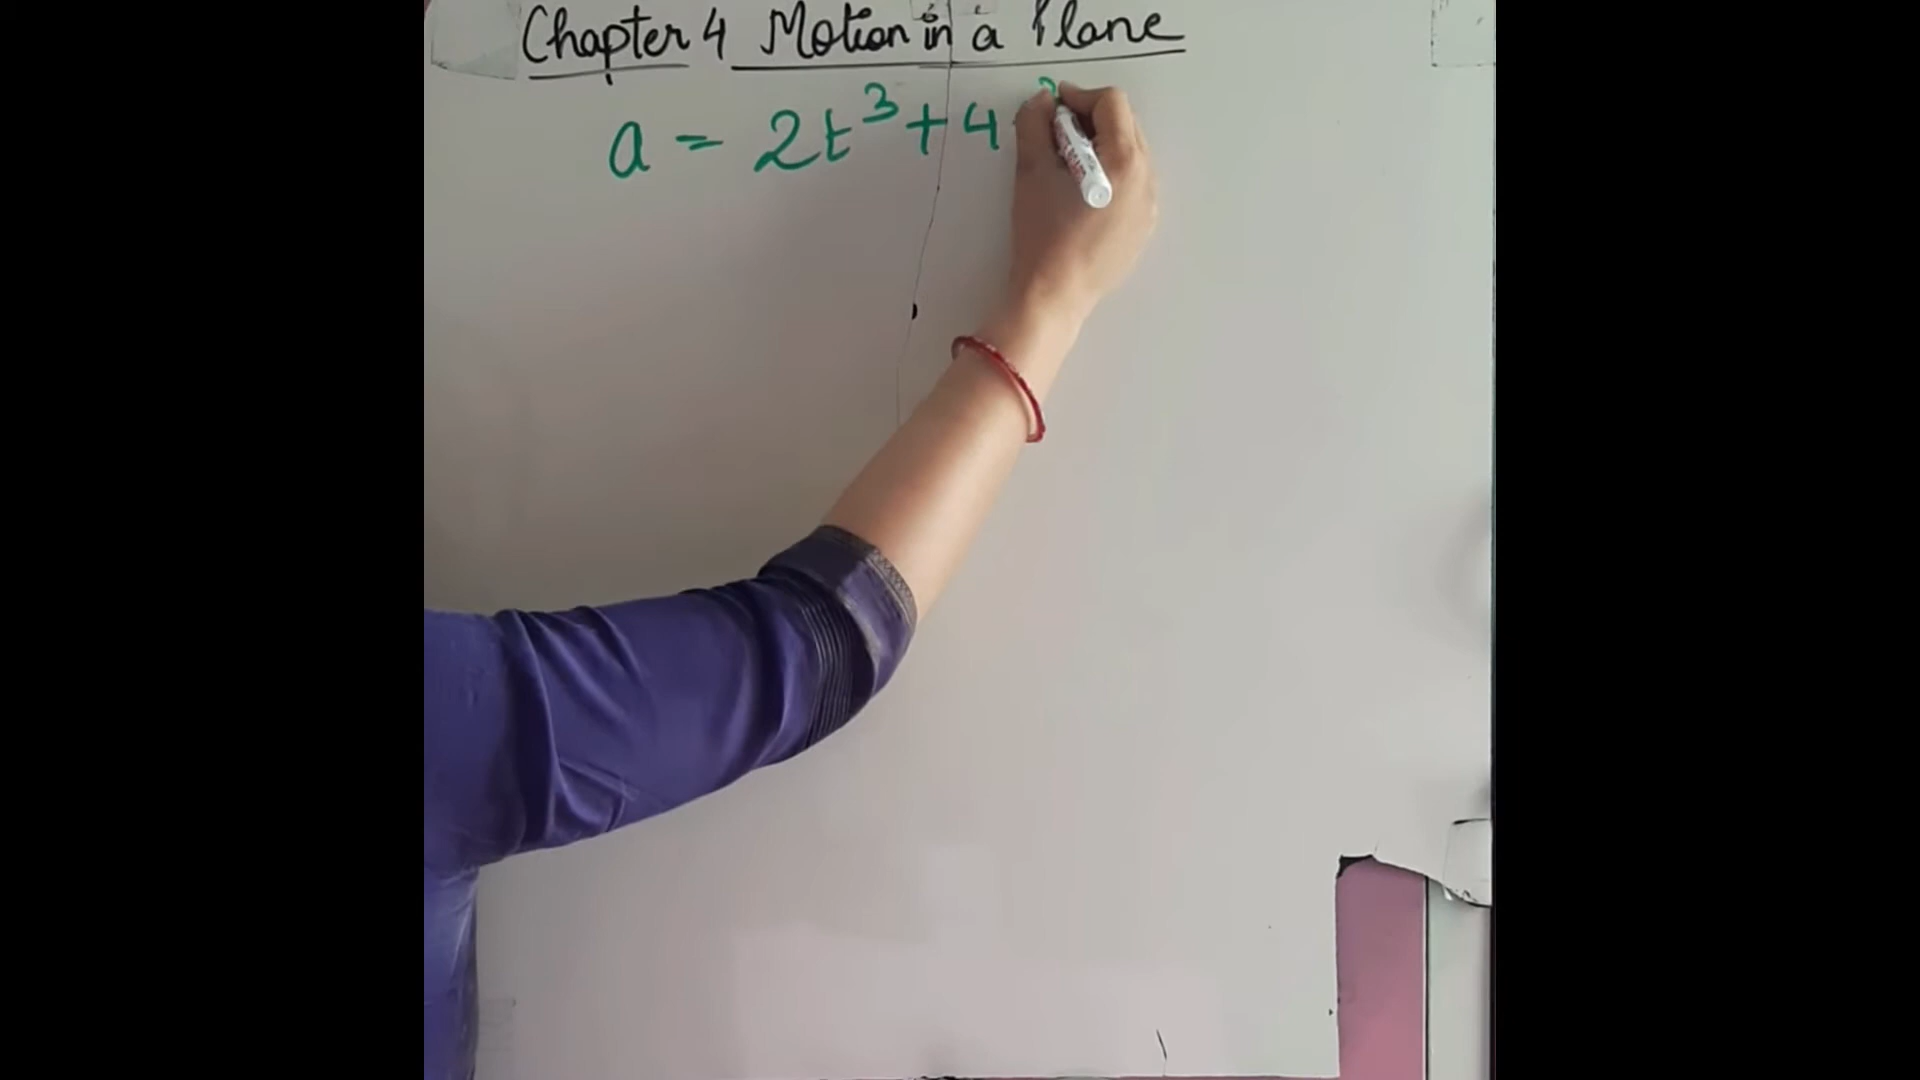 Chapter 4 Motion in a Plane
a = 2t³ + 4